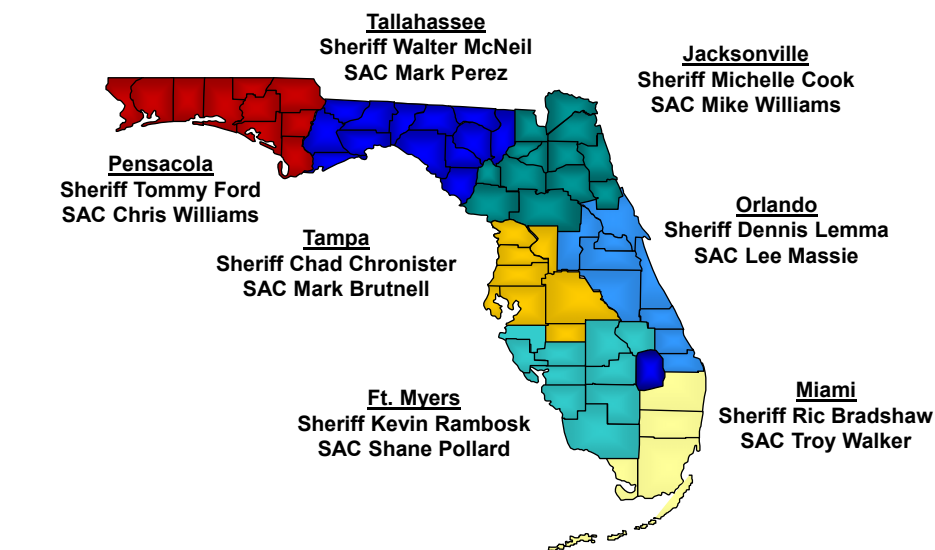 Tallahassee
Sheriff Walter McNeil
SAC Mark Perez
Jacksonville
Sheriff Michelle Cook
SAC Mike Williams
Pensacola
Sheriff Tommy Ford
SAC Chris Williams
Orlando
Sheriff Dennis Lemma
SAC Lee Massie
Tampa
Sheriff Chad Chronister
SAC Mark Brutnell
Ft. Myers
Sheriff Kevin Rambosk
SAC Shane Pollard
Miami
Sheriff Ric Bradshaw
SAC Troy Walker